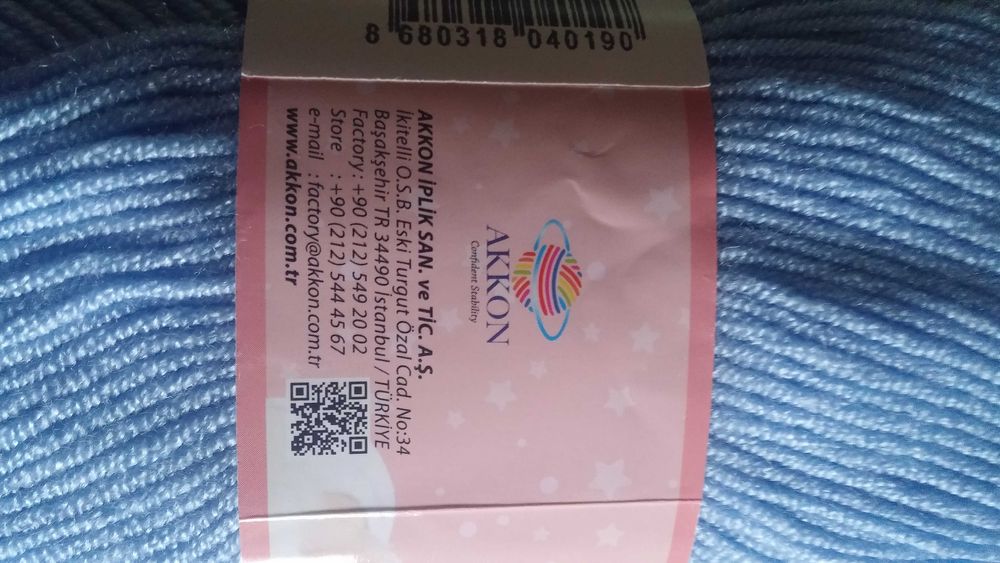 8 680318 040190
AKKON
Confident Stability
AKKON İPLİK SAN. ve TİC. A.Ş.
İkitelli O.S.B. Eski Turgut Özal Cad. No:34
Başakşehir TR 34490 İstanbul / TÜRKİYE
Factory : +90 (212) 549 20 02
Store : +90 (212) 544 45 67
e-mail : factory@akkon.com.tr
www.akkon.com.tr